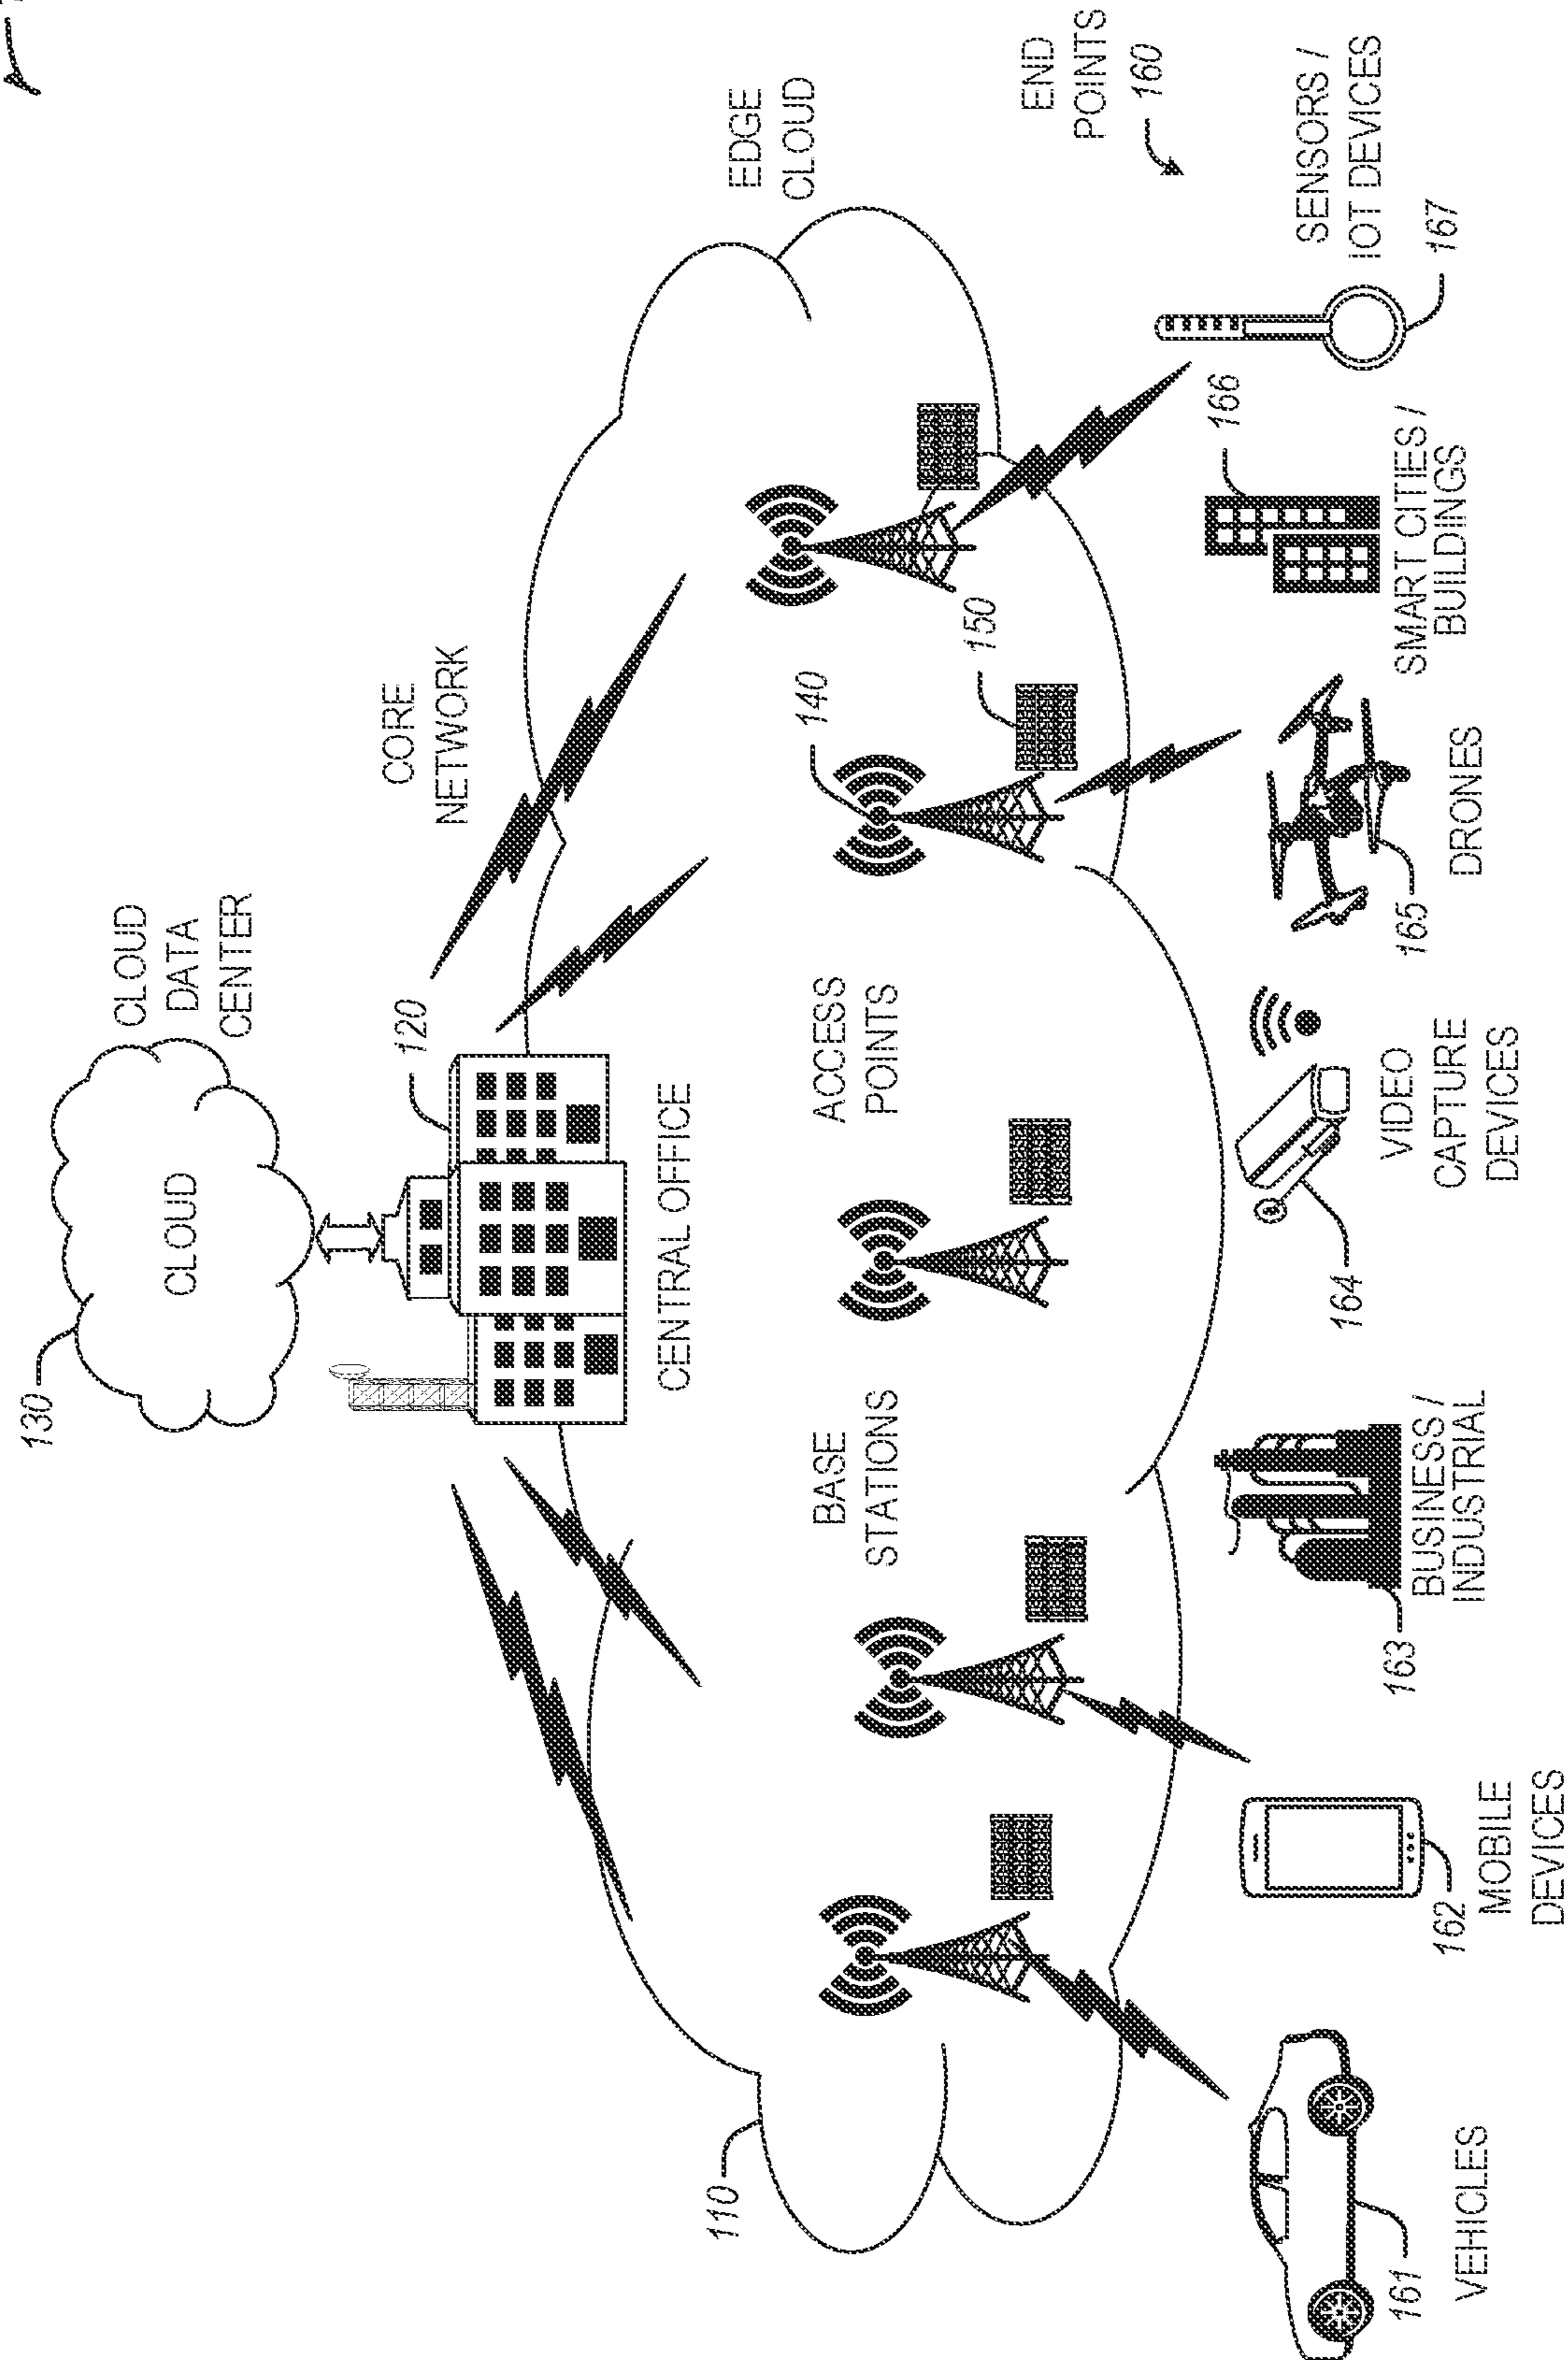 130
CLOUD
CLOUD
DATA
CENTER
120
CENTRAL OFFICE
CORE
NETWORK
EDGE
CLOUD
110
BASE
STATIONS
ACCESS
POINTS
140
150
END
POINTS
160
161
VEHICLES
162
MOBILE
DEVICES
163
BUSINESS /
INDUSTRIAL
164
VIDEO
CAPTURE
DEVICES
165
DRONES
166
SMART CITIES /
BUILDINGS
167
SENSORS /
IOT DEVICES